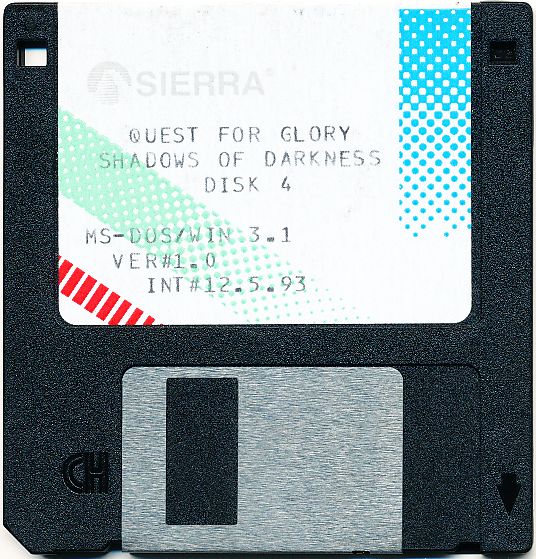 SIERRA®
QUEST FOR GLORY
SHADOWS OF DARKNESS
DISK 4
MS-DOS/WIN 3.1
VER#1.0
INT#12.5.93
CH